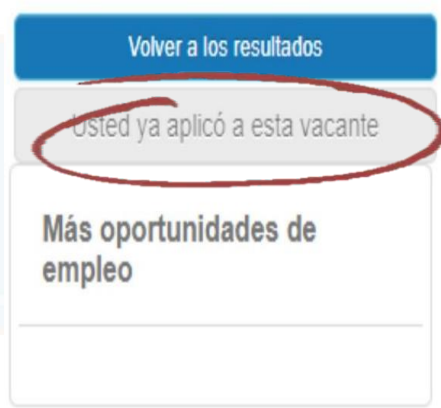 Volver a los resultados
Usted ya aplicó a esta vacante
Más oportunidades de
empleo